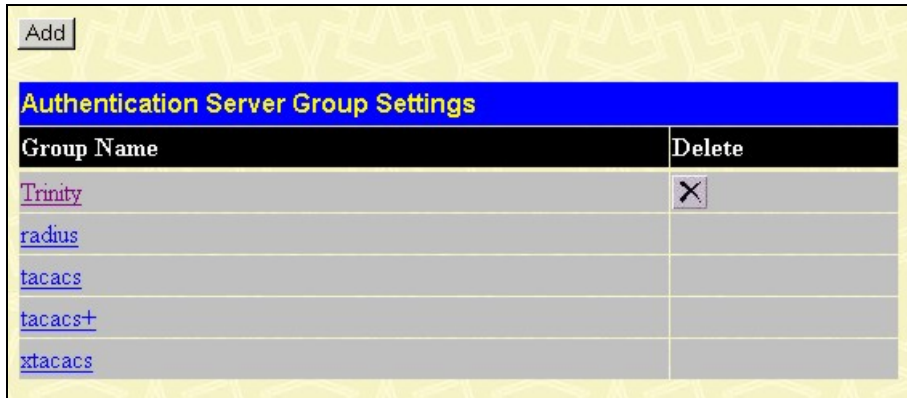 Add
Authentication Server Group Settings
Group Name Delete
Trinity
radius
tacacs
tacacs+
xtacacs